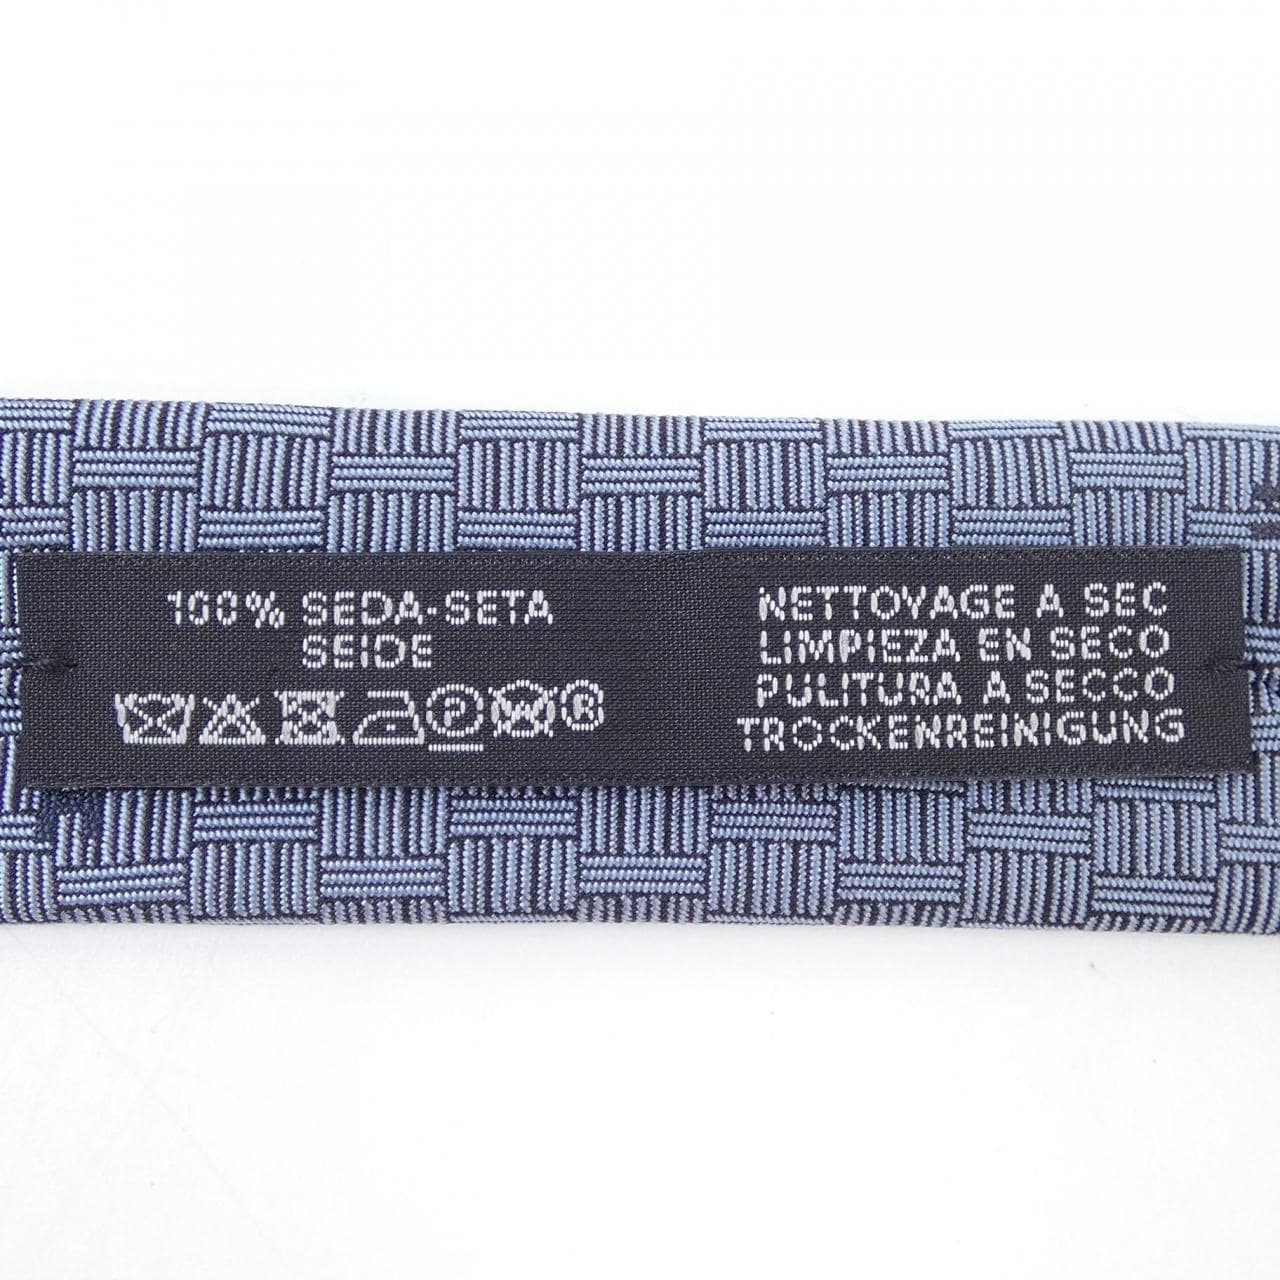 100% SEDA-SETA
SEIDE
P W ®
NETTOYAGE A SEC
LIMPIEZA EN SECO
PULITURA A SECCO
TROCKENREINIGUNG